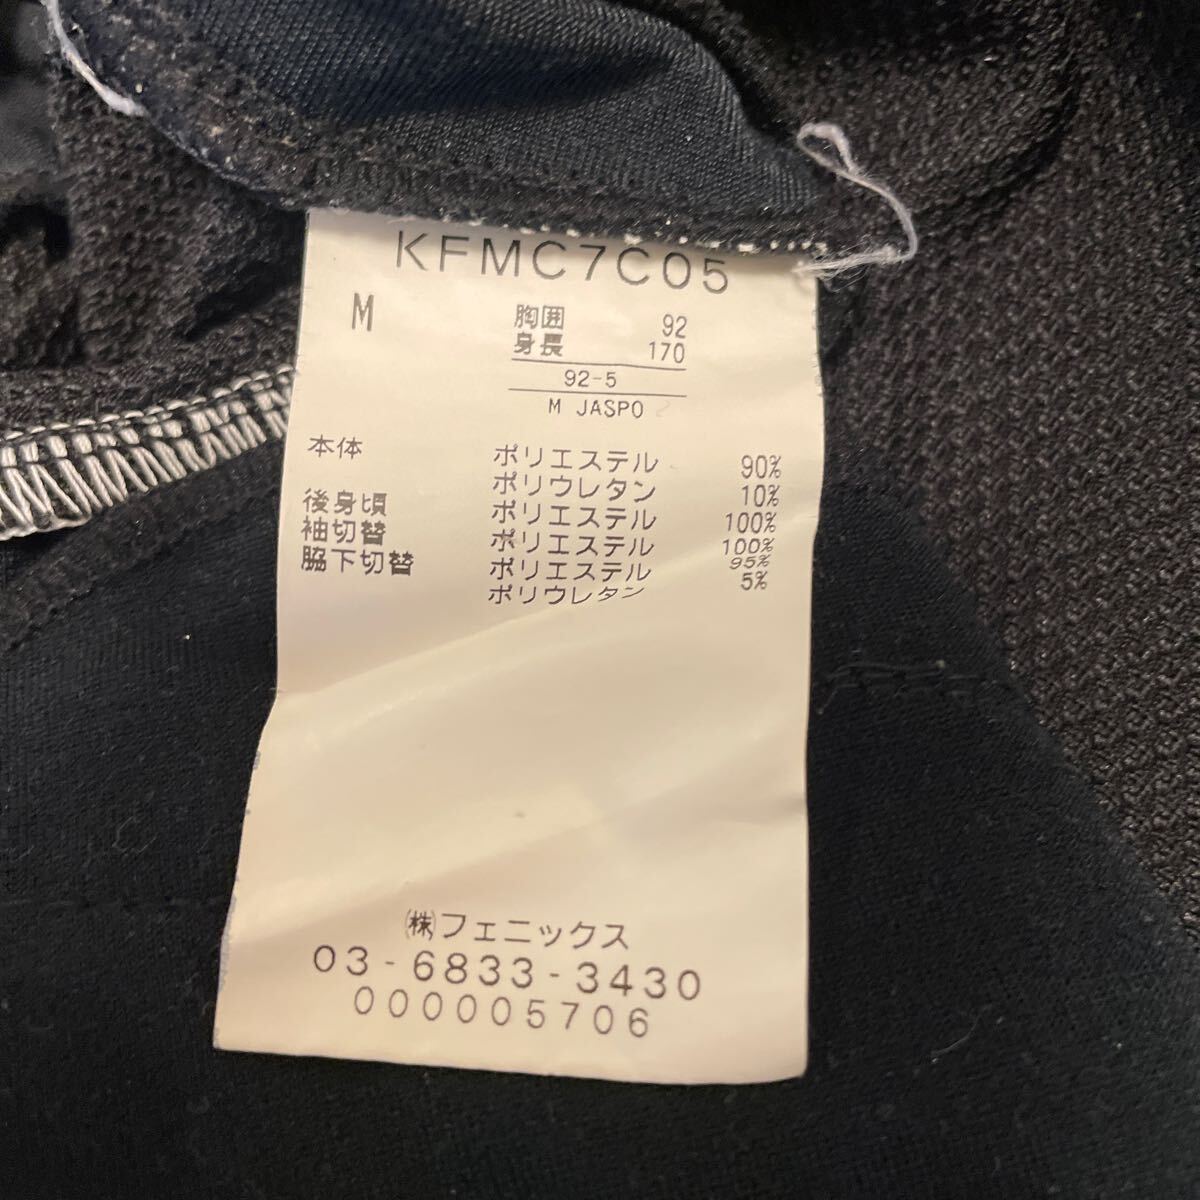 KFMC7C05
M 胸囲 92
身長 170
92-5
M JASPO
本体 ポリエステル 90%
ポリウレタン 10%
後身頃 ポリエステル 100%
袖切替 ポリエステル 100%
脇下切替 ポリエステル 95%
ポリウレタン 5%
㈱フェニックス
03-6833-3430
000005706